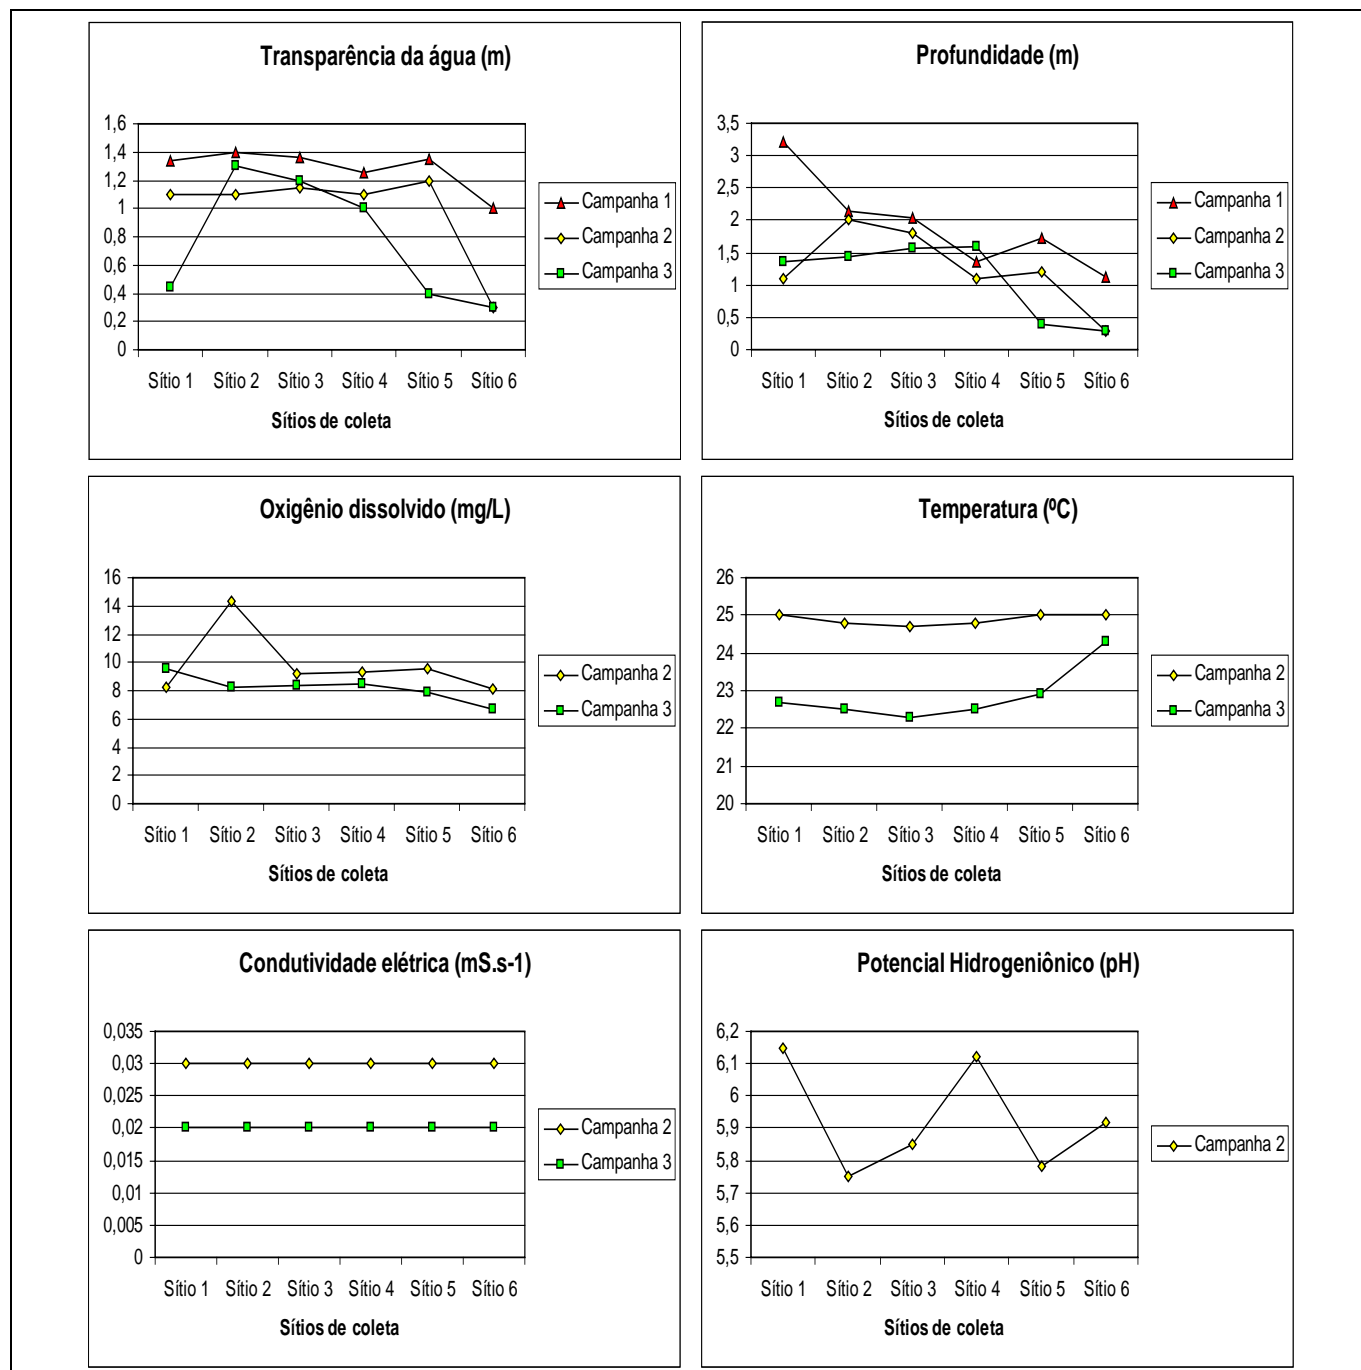 Transparência da água (m)
1,6
1,4
1,2
1
0,8
0,6
0,4
0,2
0
Sítio 1 Sítio 2 Sítio 3 Sítio 4 Sítio 5 Sítio 6
Sítios de coleta
Campanha 1
Campanha 2
Campanha 3
Profundidade (m)
3,5
3
2,5
2
1,5
1
0,5
0
Sítio 1 Sítio 2 Sítio 3 Sítio 4 Sítio 5 Sítio 6
Sítios de coleta
Campanha 1
Campanha 2
Campanha 3
Oxigênio dissolvido (mg/L)
16
14
12
10
8
6
4
2
0
Sítio 1 Sítio 2 Sítio 3 Sítio 4 Sítio 5 Sítio 6
Sítios de coleta
Campanha 2
Campanha 3
Temperatura (ºC)
26
25
24
23
22
21
20
Sítio 1 Sítio 2 Sítio 3 Sítio 4 Sítio 5 Sítio 6
Sítios de coleta
Campanha 2
Campanha 3
Condutividade elétrica (mS.s-1)
0,035
0,03
0,025
0,02
0,015
0,01
0,005
0
Sítio 1 Sítio 2 Sítio 3 Sítio 4 Sítio 5 Sítio 6
Sítios de coleta
Campanha 2
Campanha 3
Potencial Hidrogeniônico (pH)
6,2
6,1
6
5,9
5,8
5,7
5,6
5,5
Sítio 1 Sítio 2 Sítio 3 Sítio 4 Sítio 5 Sítio 6
Sítios de coleta
Campanha 2